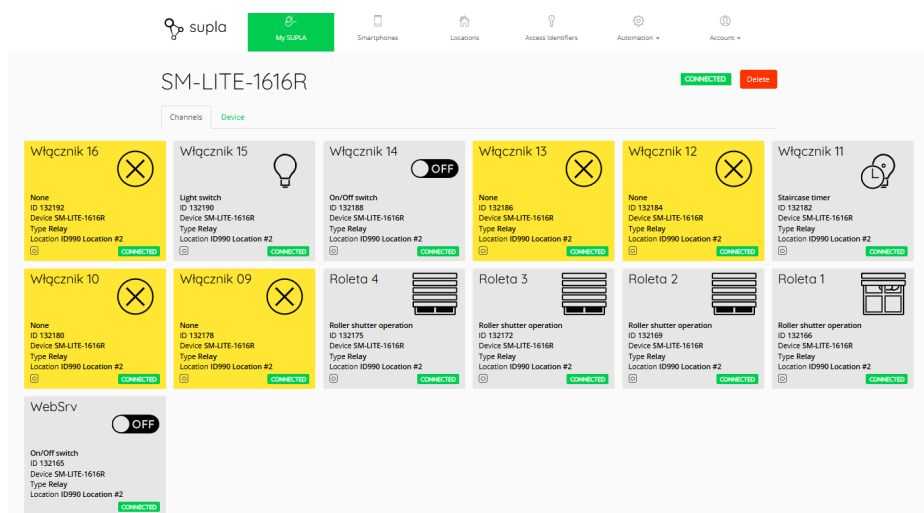 supla
My SUPLA
Smartphones
Locations
Access Identifiers
Automation
Account
SM-LITE-1616R
CONNECTED
Delete
Channels
Device
Włącznik 16
None
ID 132192
Device SM-LITE-1616R
Type Relay
Location ID990 Location #2
CONNECTED
Włącznik 15
Light switch
ID 132190
Device SM-LITE-1616R
Type Relay
Location ID990 Location #2
CONNECTED
Włącznik 14
OFF
On/Off switch
ID 132188
Device SM-LITE-1616R
Type Relay
Location ID990 Location #2
CONNECTED
Włącznik 13
None
ID 132186
Device SM-LITE-1616R
Type Relay
Location ID990 Location #2
CONNECTED
Włącznik 12
None
ID 132184
Device SM-LITE-1616R
Type Relay
Location ID990 Location #2
CONNECTED
Włącznik 11
Staircase timer
ID 132182
Device SM-LITE-1616R
Type Relay
Location ID990 Location #2
CONNECTED
Włącznik 10
None
ID 132180
Device SM-LITE-1616R
Type Relay
Location ID990 Location #2
CONNECTED
Włącznik 09
None
ID 132178
Device SM-LITE-1616R
Type Relay
Location ID990 Location #2
CONNECTED
Roleta 4
Roller shutter operation
ID 132175
Device SM-LITE-1616R
Type Relay
Location ID990 Location #2
CONNECTED
Roleta 3
Roller shutter operation
ID 132172
Device SM-LITE-1616R
Type Relay
Location ID990 Location #2
CONNECTED
Roleta 2
Roller shutter operation
ID 132169
Device SM-LITE-1616R
Type Relay
Location ID990 Location #2
CONNECTED
Roleta 1
Roller shutter operation
ID 132166
Device SM-LITE-1616R
Type Relay
Location ID990 Location #2
CONNECTED
WebSrv
OFF
On/Off switch
ID 132165
Device SM-LITE-1616R
Type Relay
Location ID990 Location #2
CONNECTED